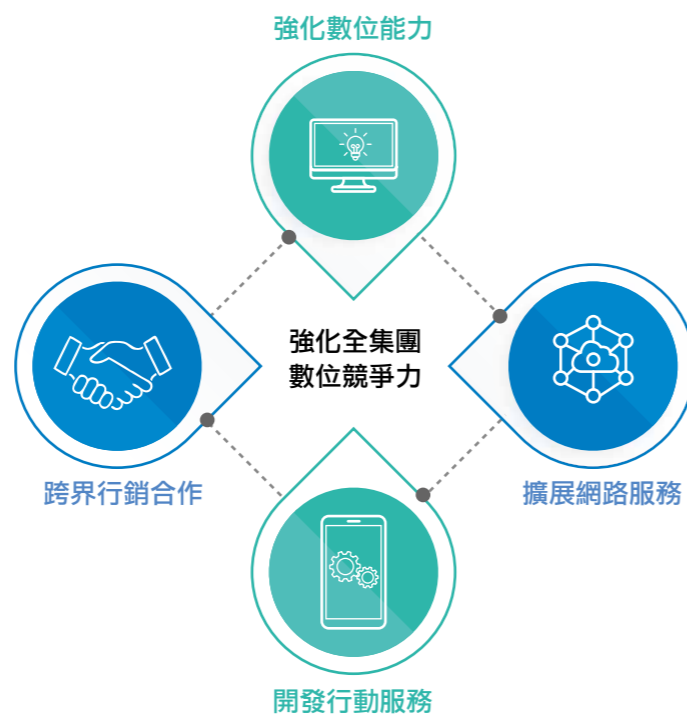 強化數位能力
強化全集團
數位競爭力
跨界行銷合作
擴展網路服務
開發行動服務